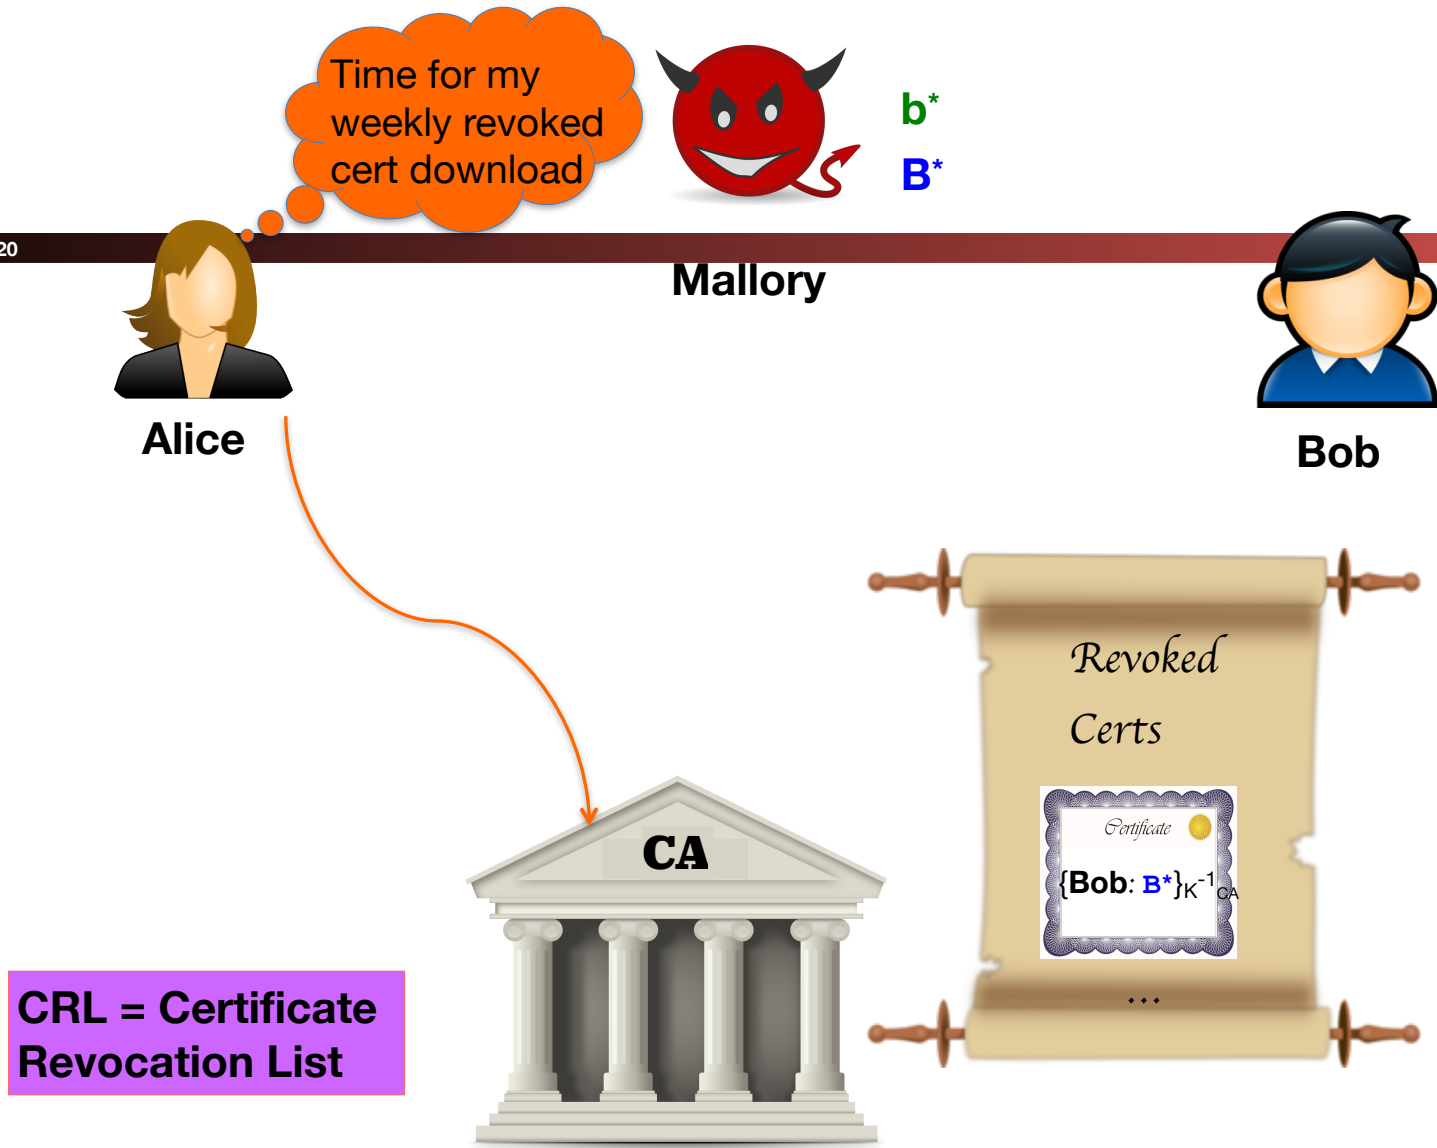 Time for my
weekly revoked
cert download
b*
B*
20
Mallory
Alice
Bob
Revoked
Certs
Certificate
{Bob: B*}K-1CA
...
CA
CRL = Certificate
Revocation List